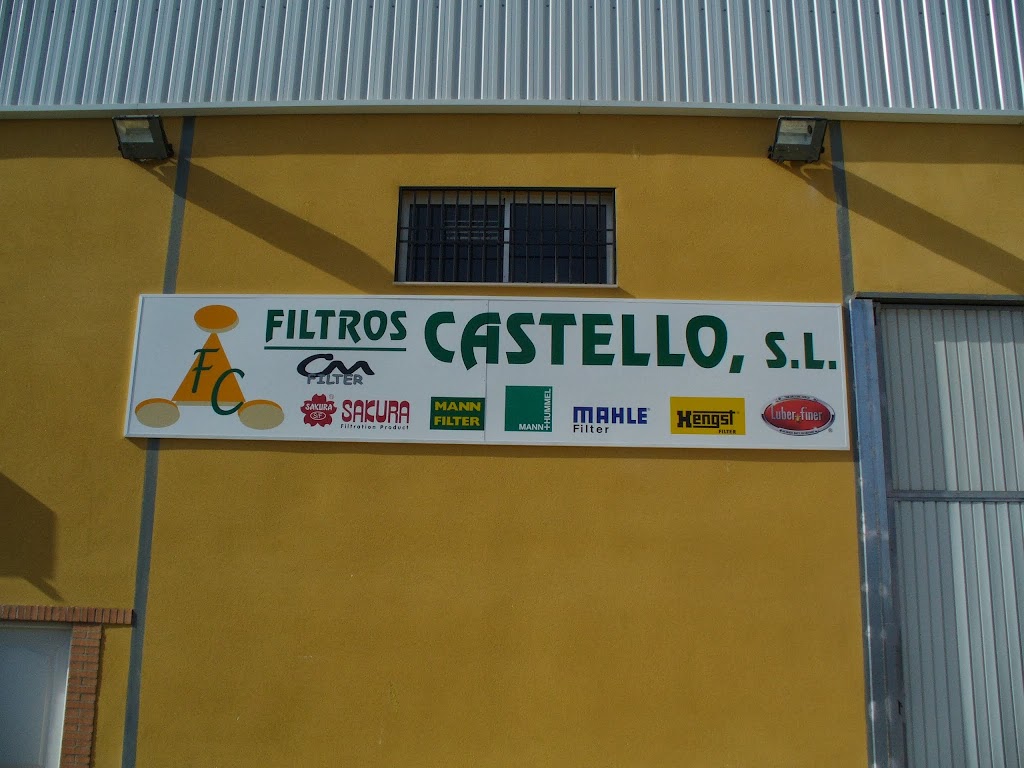 FC
FILTROS CASTELLO, S.L.
CM
FILTER
SAKURA SF SAKURA
Filtration Product
MANN
FILTER
MANN+HUMMEL
MAHLE
Filter
Hengst
FILTER
Luber-finer